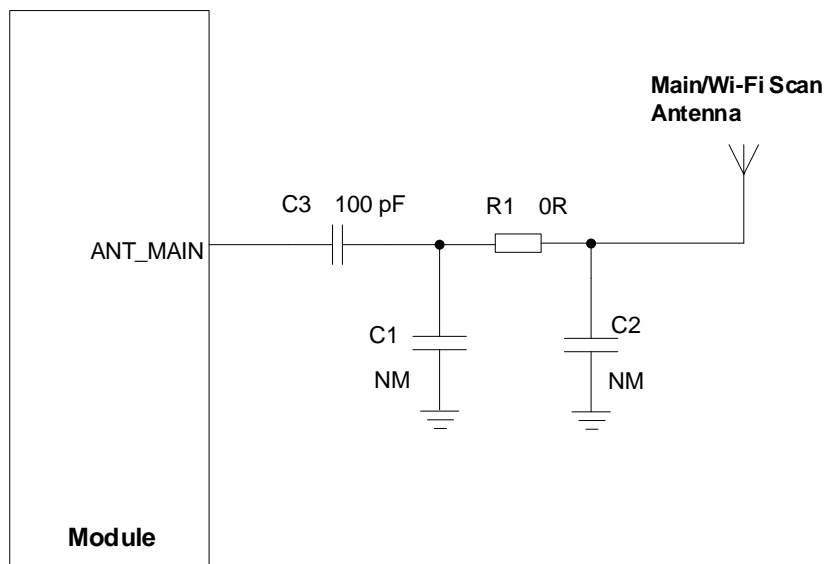 Main/Wi-Fi Scan
Antenna
C3 100 pF
R1 0R
ANT_MAIN
C1
NM
C2
NM
Module